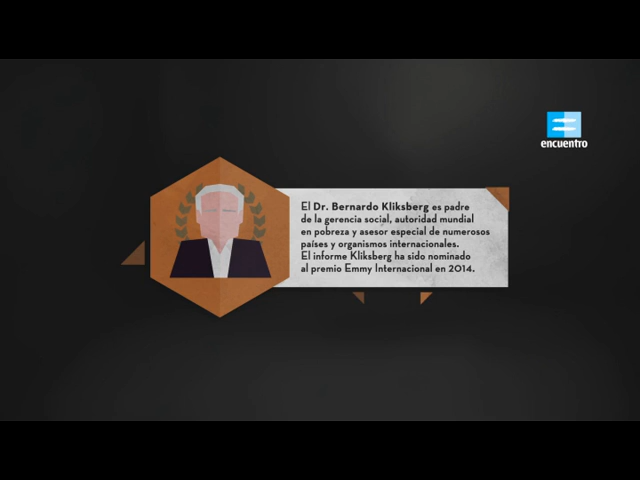 encuentro
El Dr. Bernardo Kliksberg es padre
de la gerencia social, autoridad mundial
en pobreza y asesor especial de numerosos
países y organismos internacionales.
El informe Kliksberg ha sido nominado
al premio Emmy Internacional en 2014.